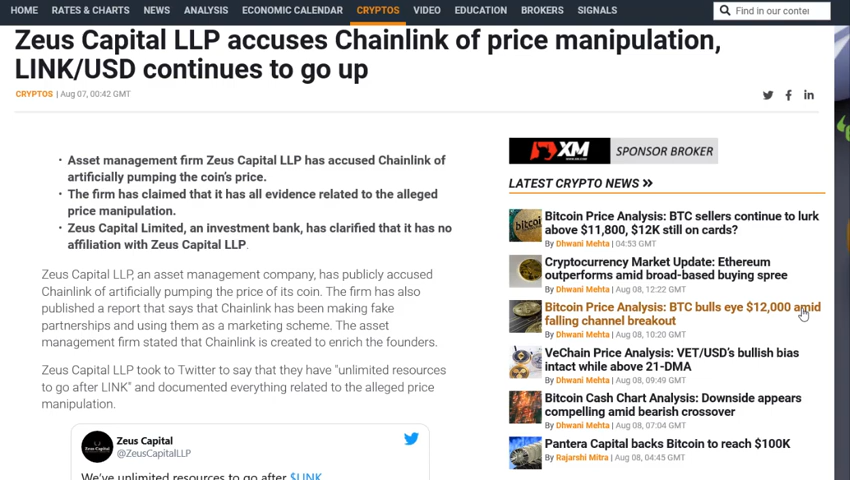 HOME RATES & CHARTS NEWS ANALYSIS ECONOMIC CALENDAR CRYPTOS VIDEO EDUCATION BROKERS SIGNALS Find in our conter
Zeus Capital LLP accuses Chainlink of price manipulation,
LINK/USD continues to go up
CRYPTOS | Aug 07, 00:42 GMT
• Asset management firm Zeus Capital LLP has accused Chainlink of
artificially pumping the coin's price.
• The firm has claimed that it has all evidence related to the alleged
price manipulation.
• Zeus Capital Limited, an investment bank, has clarified that it has no
affiliation with Zeus Capital LLP.
Zeus Capital LLP, an asset management company, has publicly accused
Chainlink of artificially pumping the price of its coin. The firm has also
published a report that says that Chainlink has been making fake
partnerships and using them as a marketing scheme. The asset
management firm stated that Chainlink is created to enrich the founders.
Zeus Capital LLP took to Twitter to say that they have "unlimited resources
to go after LINK" and documented everything related to the alleged price
manipulation.
Zeus Capital
@ZeusCapitalLLP
We've unlimited resources to go after $LINK
XM SPONSOR BROKER
LATEST CRYPTO NEWS
Bitcoin Price Analysis: BTC sellers continue to lurk
above $11,800, $12K still on cards?
By Dhwani Mehta | 04:53 GMT
Cryptocurrency Market Update: Ethereum
outperforms amid broad-based buying spree
By Dhwani Mehta | Aug 08, 12:22 GMT
Bitcoin Price Analysis: BTC bulls eye $12,000 amid
falling channel breakout
By Dhwani Mehta | Aug 08, 10:20 GMT
VeChain Price Analysis: VET/USD's bullish bias
intact while above 21-DMA
By Dhwani Mehta | Aug 08, 09:49 GMT
Bitcoin Cash Chart Analysis: Downside appears
compelling amid bearish crossover
By Dhwani Mehta | Aug 08, 07:04 GMT
Pantera Capital backs Bitcoin to reach $100K
By Rajarshi Mitra | Aug 08, 04:45 GMT